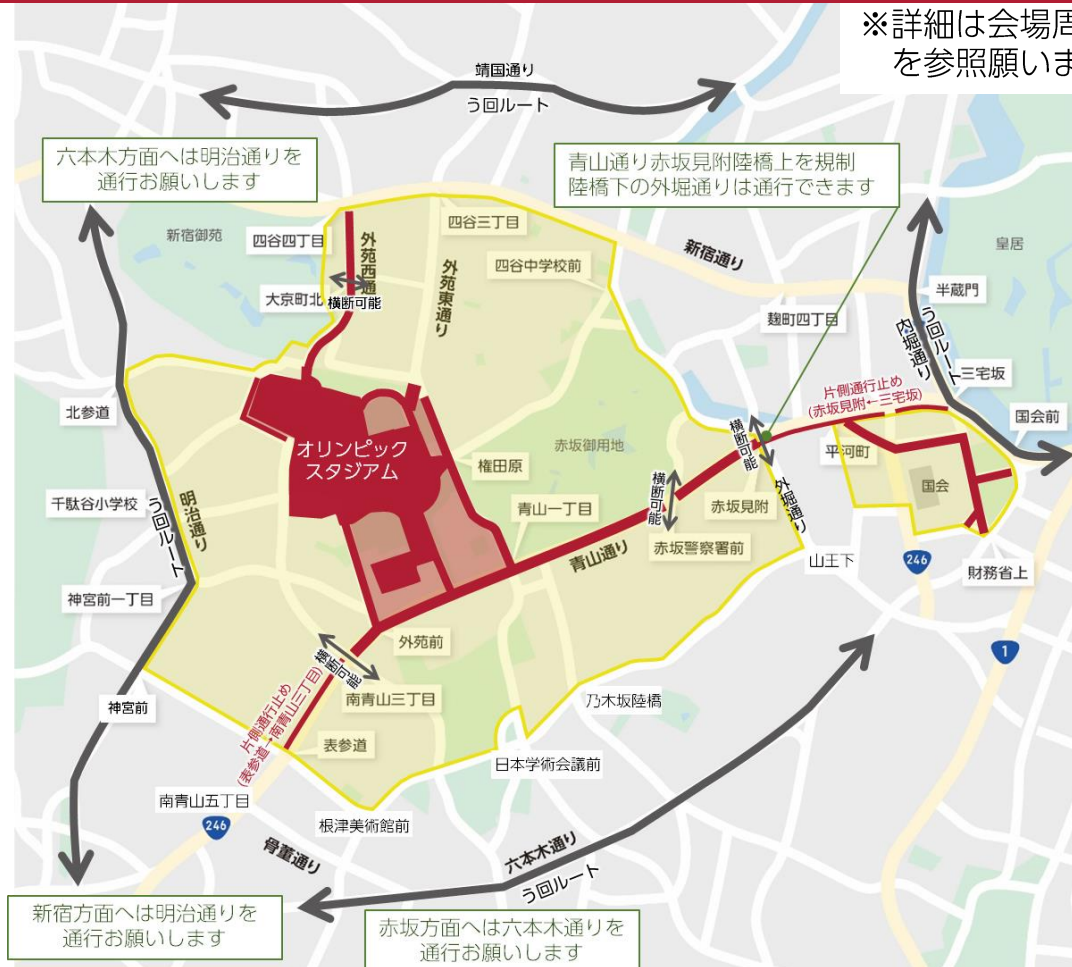 ※詳細は会場周
を参照願いま
靖国通り
う回ルート
六本木方面へは明治通りを
通行お願いします
青山通り赤坂見附陸橋上を規制
陸橋下の外堀通りは通行できます
新宿御苑
四谷四丁目
外苑西通
四谷三丁目
外苑東通り
四谷中学校前
新宿通り
皇居
大京町北
横断可能
半蔵門
麹町四丁目
内堀通り
う回ルート
三宅坂
片側通行止め
(赤坂見附←三宅坂)
国会前
北参道
オリンピック
スタジアム
権田原
赤坂御用地
横断可能
平河町
国会
千駄谷小学校
明治通り
う回ルート
青山一丁目
横断可能
赤坂見附
外堀通り
青山通り
赤坂警察署前
山王下
246
財務省上
神宮前一丁目
外苑前
横断可能
1
神宮前
片側通行止め
(表参道→南青山三丁目)
南青山三丁目
乃木坂陸橋
表参道
日本学術会議前
南青山五丁目
246
根津美術館前
骨董通り
六本木通り
う回ルート
新宿方面へは明治通りを
通行お願いします
赤坂方面へは六本木通りを
通行お願いします